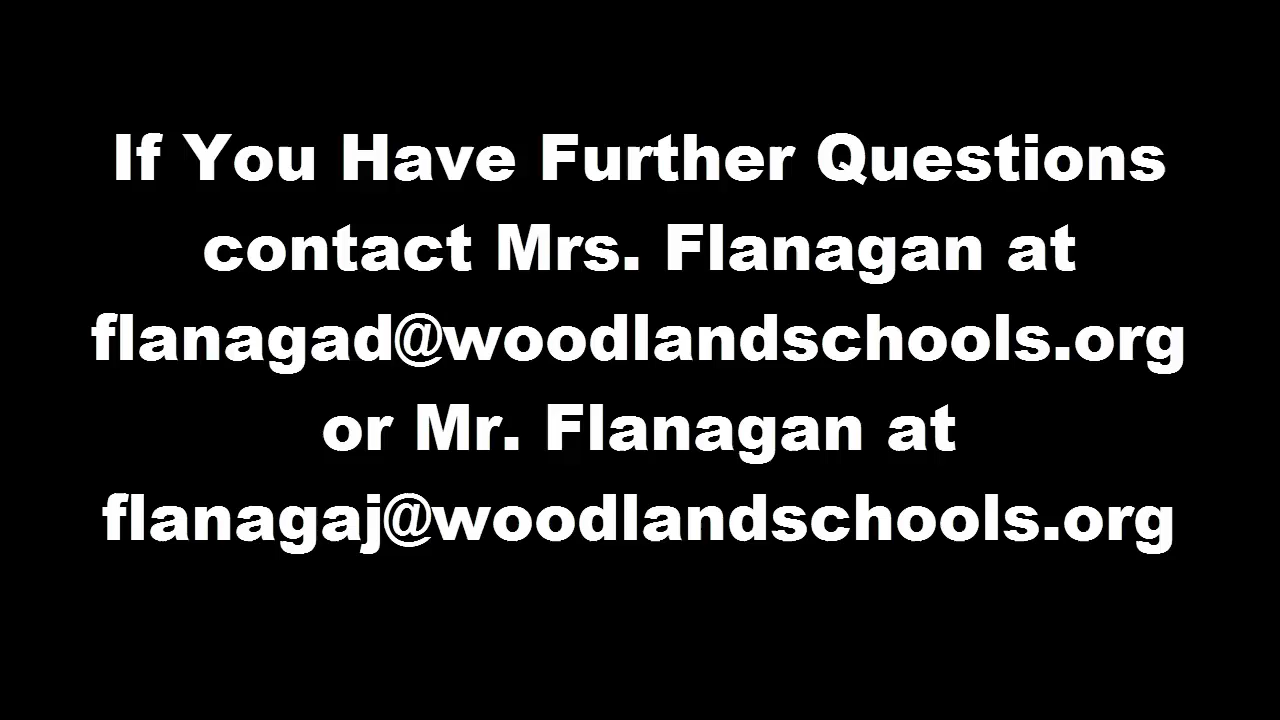 If You Have Further Questions
contact Mrs. Flanagan at
flanagad@woodlandschools.org
or Mr. Flanagan at
flanagaj@woodlandschools.org